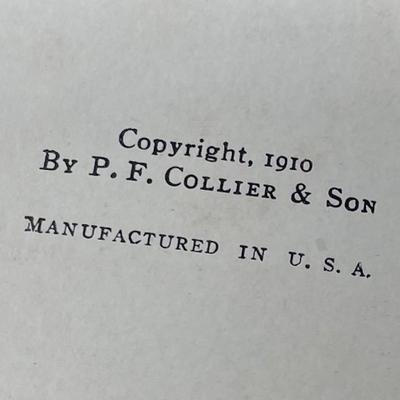 Copyright, 1910
By P. F. Collier & Son
Manufactured in U. S. A.